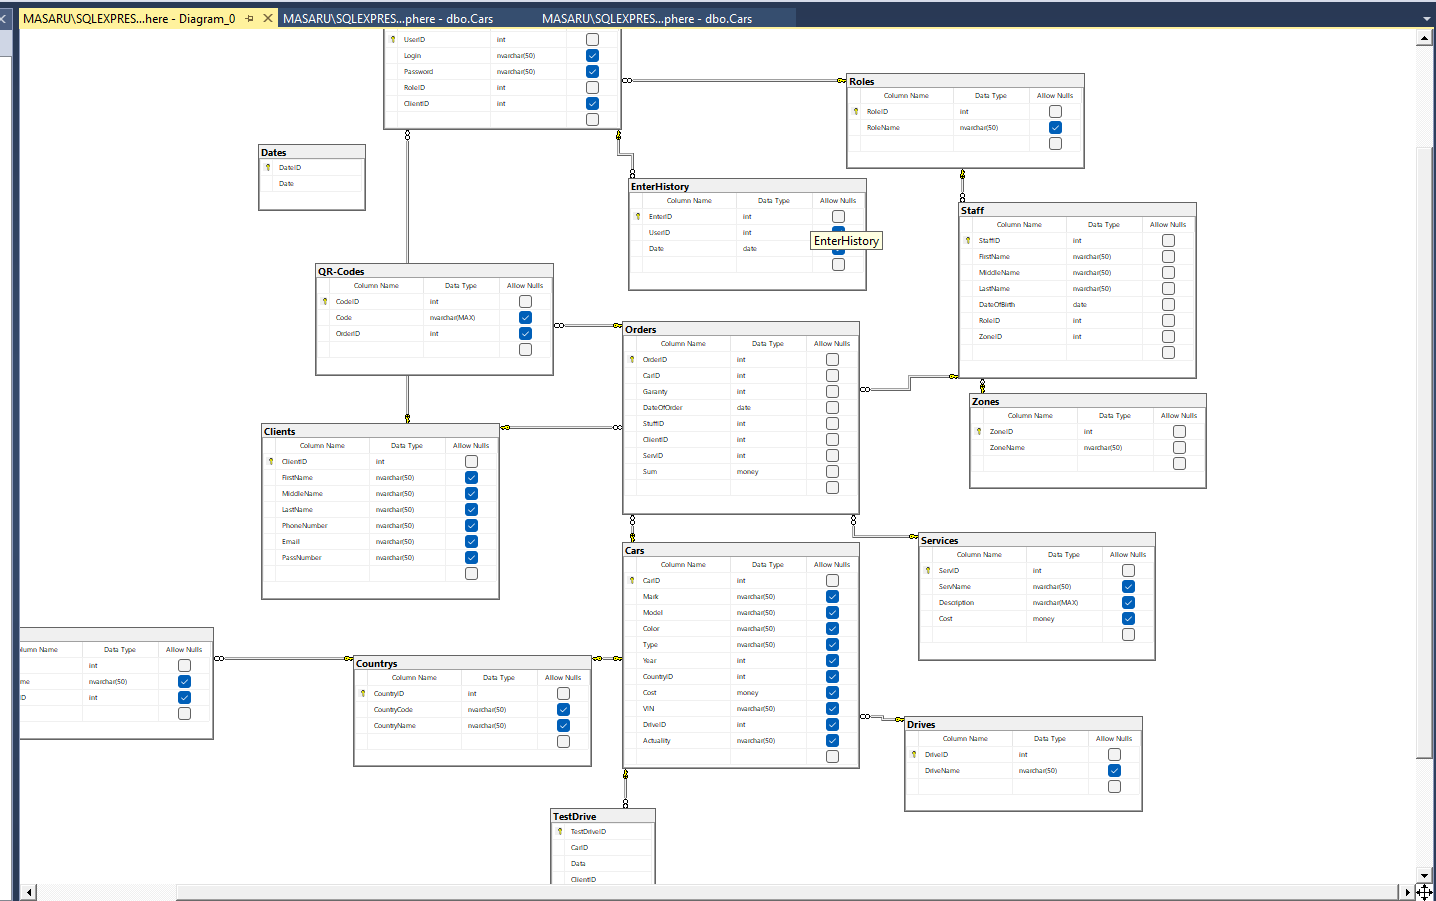 MASARU\SQLEXPRES...here - Diagram_0
MASARU\SQLEXPRES...phere - dbo.Cars
MASARU\SQLEXPRES...phere - dbo.Cars
UserID int
Login nvarchar(50)
Password nvarchar(50)
RoleID int
ClientID int
Roles
Column Name Data Type Allow Nulls
RoleID int
RoleName nvarchar(50)
Dates
DateID
Date
EnterHistory
Column Name Data Type Allow Nulls
EnterID int
UserID int
Date date
EnterHistory
Staff
Column Name Data Type Allow Nulls
StaffID int
FirstName nvarchar(50)
MiddleName nvarchar(50)
LastName nvarchar(50)
DateOfBirth date
RoleID int
ZoneID int
QR-Codes
Column Name Data Type Allow Nulls
CodeID int
Code nvarchar(MAX)
OrderID int
Orders
Column Name Data Type Allow Nulls
OrderID int
CarID int
Garanty int
DateOfOrder date
StuffID int
ClientID int
ServID int
Sum money
Zones
Column Name Data Type Allow Nulls
ZoneID int
ZoneName nvarchar(50)
Clients
Column Name Data Type Allow Nulls
ClientID int
FirstName nvarchar(50)
MiddleName nvarchar(50)
LastName nvarchar(50)
PhoneNumber nvarchar(50)
Email nvarchar(50)
PassNumber nvarchar(50)
Services
Column Name Data Type Allow Nulls
ServID int
ServName nvarchar(50)
Description nvarchar(MAX)
Cost money
Cars
Column Name Data Type Allow Nulls
CarID int
Mark nvarchar(50)
Model nvarchar(50)
Color nvarchar(50)
Type nvarchar(50)
Year int
CountryID int
Cost money
VIN nvarchar(50)
DriveID int
Actuality nvarchar(50)
lumn Name Data Type Allow Nulls
int
me nvarchar(50)
ID int
Countrys
Column Name Data Type Allow Nulls
CountryID int
CountryCode nvarchar(50)
CountryName nvarchar(50)
Drives
Column Name Data Type Allow Nulls
DriveID int
DriveName nvarchar(50)
TestDrive
TestDriveID
CarID
Data
ClientID